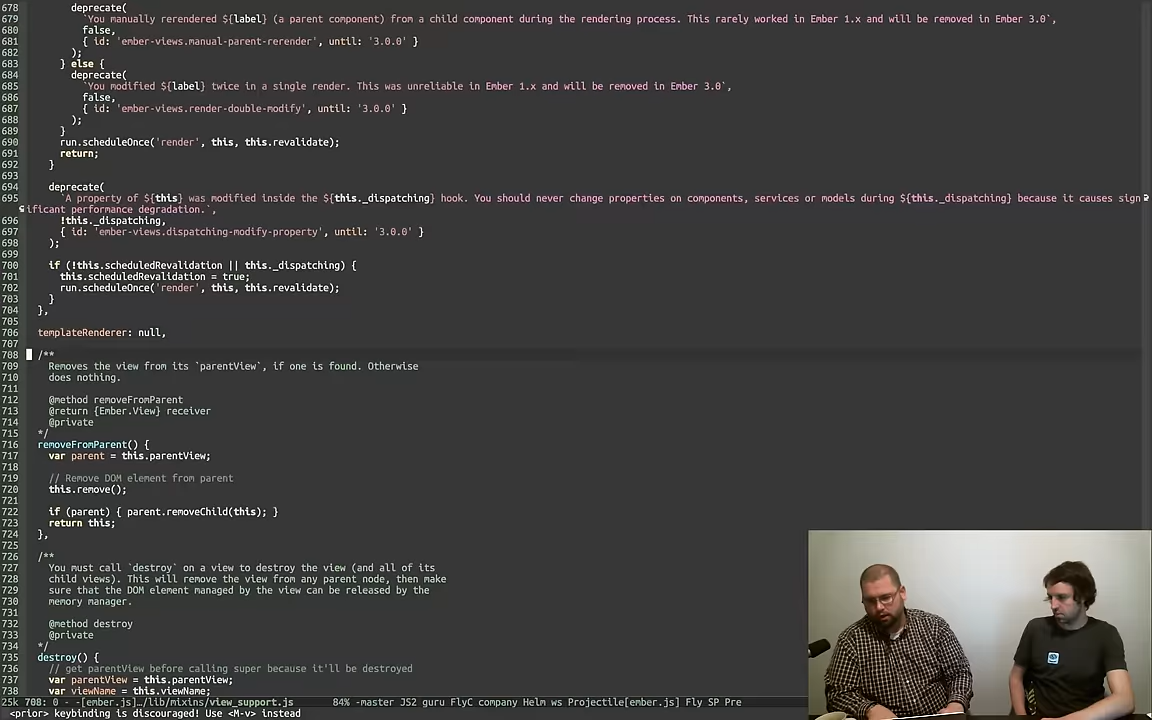 678 deprecate(
679 `You manually rerendered ${label} (a parent component) from a child component during the rendering process. This rarely worked in Ember 1.x and will be removed in Ember 3.0`,
680 false,
681 { id: 'ember-views.manual-parent-rerender', until: '3.0.0' }
682 );
683 } else {
684 deprecate(
685 `You modified ${label} twice in a single render. This was unreliable in Ember 1.x and will be removed in Ember 3.0`,
686 false,
687 { id: 'ember-views.render-double-modify', until: '3.0.0' }
688 );
689 }
690 run.scheduleOnce('render', this, this.revalidate);
691 return;
692 }
693
694 deprecate(
695 `A property of ${this} was modified inside the ${this._dispatching} hook. You should never change properties on components, services or models during ${this._dispatching} because it causes sign
ificant performance degradation.`,
696 !this._dispatching,
697 { id: 'ember-views.dispatching-modify-property', until: '3.0.0' }
698 );
699
700 if (!this.scheduledRevalidation || this._dispatching) {
701 this.scheduledRevalidation = true;
702 run.scheduleOnce('render', this, this.revalidate);
703 }
704 },
705
706 templateRenderer: null,
707
708 /**
709 Removes the view from its `parentView`, if one is found. Otherwise
710 does nothing.
711
712 @method removeFromParent
713 @return {Ember.View} receiver
714 @private
715 */
716 removeFromParent() {
717 var parent = this.parentView;
718
719 // Remove DOM element from parent
720 this.remove();
721
722 if (parent) { parent.removeChild(this); }
723 return this;
724 },
725
726 /**
727 You must call `destroy` on a view to destroy the view (and all of its
728 child views). This will remove the view from any parent node, then make
729 sure that the DOM element managed by the view can be released by the
730 memory manager.
731
732 @method destroy
733 @private
734 */
735 destroy() {
736 // get parentView before calling super because it'll be destroyed
737 var parentView = this.parentView;
738 var viewName = this.viewName;
25k 708: 0 - -[ember.js]…/lib/mixins/view_support.js 84% -master JS2 guru FlyC company Helm ws Projectile[ember.js] Fly SP Pre
<prior> keybinding is discouraged! Use <M-v> instead